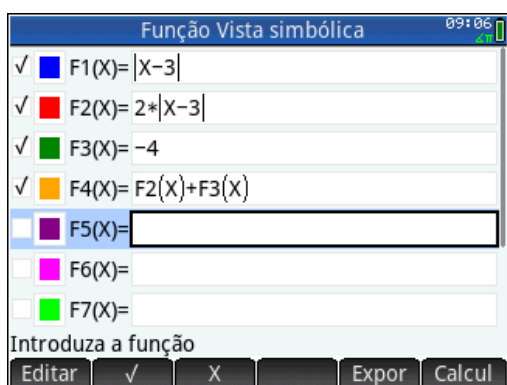 Função Vista simbólica 09:06
∡π
√ F1(X)= |X−3|
√ F2(X)= 2*|X−3|
√ F3(X)= −4
√ F4(X)= F2(X)+F3(X)
F5(X)=
F6(X)=
F7(X)=
Introduza a função
Editar √ X Expor Calcul